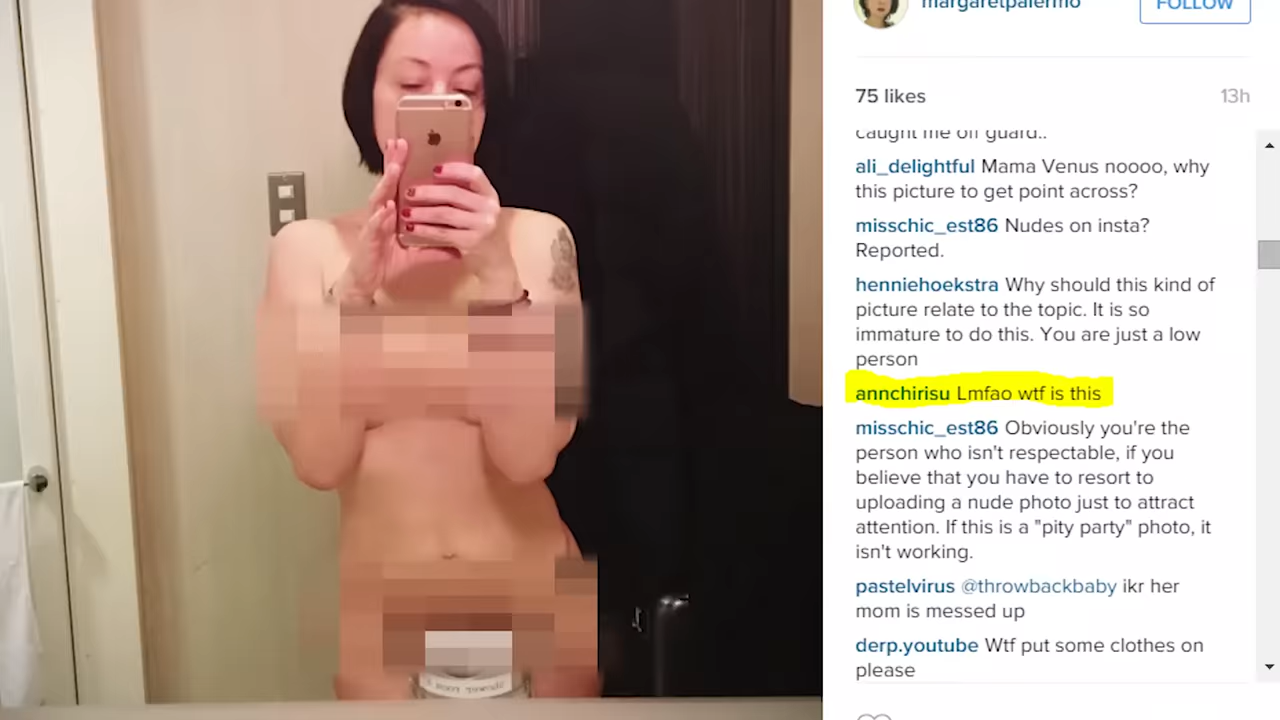 margaretpalermo
FOLLOW
75 likes
13h
caught me off guard..
ali_delightful Mama Venus noooo, why
this picture to get point across?
misschic_est86 Nudes on insta?
Reported.
henniehoekstra Why should this kind of
picture relate to the topic. It is so
immature to do this. You are just a low
person
annchirisu Lmfao wtf is this
misschic_est86 Obviously you're the
person who isn't respectable, if you
believe that you have to resort to
uploading a nude photo just to attract
attention. If this is a "pity party" photo, it
isn't working.
pastelvirus @throwbackbaby ikr her
mom is messed up
derp.youtube Wtf put some clothes on
please